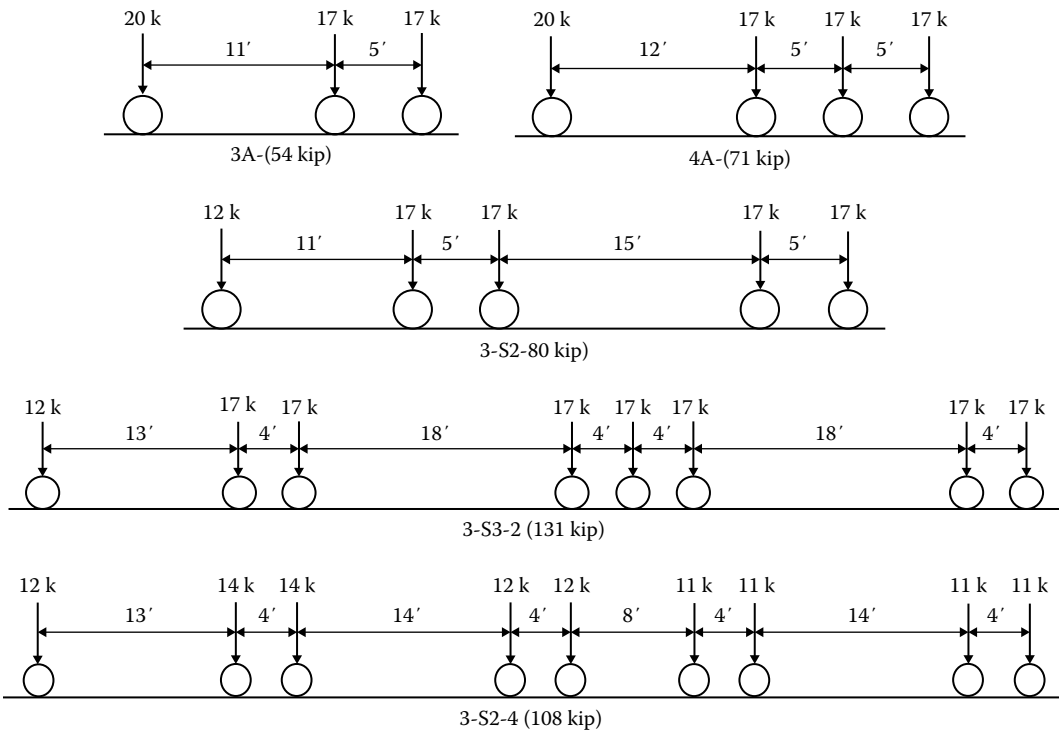 20 k 17 k 17 k
11′ 5′
3A-(54 kip)
20 k 17 k 17 k 17 k
12′ 5′ 5′
4A-(71 kip)
12 k 17 k 17 k 17 k 17 k
11′ 5′ 15′ 5′
3-S2-80 kip)
12 k 17 k 17 k 17 k 17 k 17 k 17 k 17 k
13′ 4′ 18′ 4′ 4′ 18′ 4′
3-S3-2 (131 kip)
12 k 14 k 14 k 12 k 12 k 11 k 11 k 11 k 11 k
13′ 4′ 14′ 4′ 8′ 4′ 14′ 4′
3-S2-4 (108 kip)